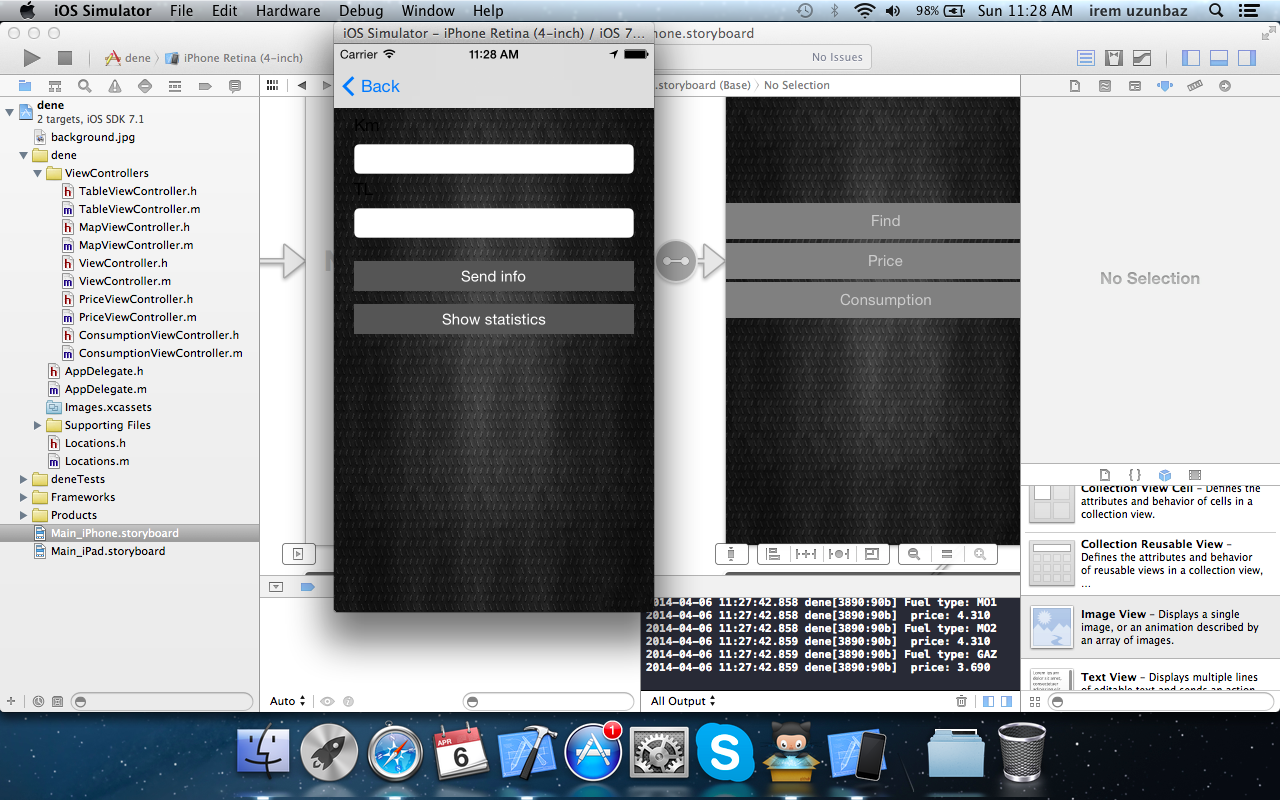 iOS Simulator File Edit Hardware Debug Window Help 98% Sun 11:28 AM irem uzunbaz
iOS Simulator – iPhone Retina (4-inch) / iOS 7...
hone.storyboard
dene iPhone Retina (4-inch)
No Issues
Carrier 11:28 AM
Back
Km
TL
Send info
Show statistics
.storyboard (Base) No Selection
dene
2 targets, iOS SDK 7.1
background.jpg
dene
ViewControllers
h TableViewController.h
m TableViewController.m
h MapViewController.h
m MapViewController.m
h ViewController.h
m ViewController.m
h PriceViewController.h
m PriceViewController.m
h ConsumptionViewController.h
m ConsumptionViewController.m
h AppDelegate.h
m AppDelegate.m
Images.xcassets
Supporting Files
h Locations.h
m Locations.m
deneTests
Frameworks
Products
Main_iPhone.storyboard
Main_iPad.storyboard
Find
Price
Consumption
No Selection
Collection View Cell – Defines the
attributes and behavior of cells in a
collection view.
Collection Reusable View –
Defines the attributes and behavior
of reusable views in a collection view,
...
Image View – Displays a single
image, or an animation described by
an array of images.
Text View – Displays multiple lines
of editable text and sends an action
2014-04-06 11:27:42.858 dene[3890:90b] Fuel type: MO1
2014-04-06 11:27:42.858 dene[3890:90b]  price: 4.310
2014-04-06 11:27:42.859 dene[3890:90b] Fuel type: MO2
2014-04-06 11:27:42.859 dene[3890:90b]  price: 4.310
2014-04-06 11:27:42.859 dene[3890:90b] Fuel type: GAZ
2014-04-06 11:27:42.859 dene[3890:90b]  price: 3.690
Auto
All Output
APR
6
1